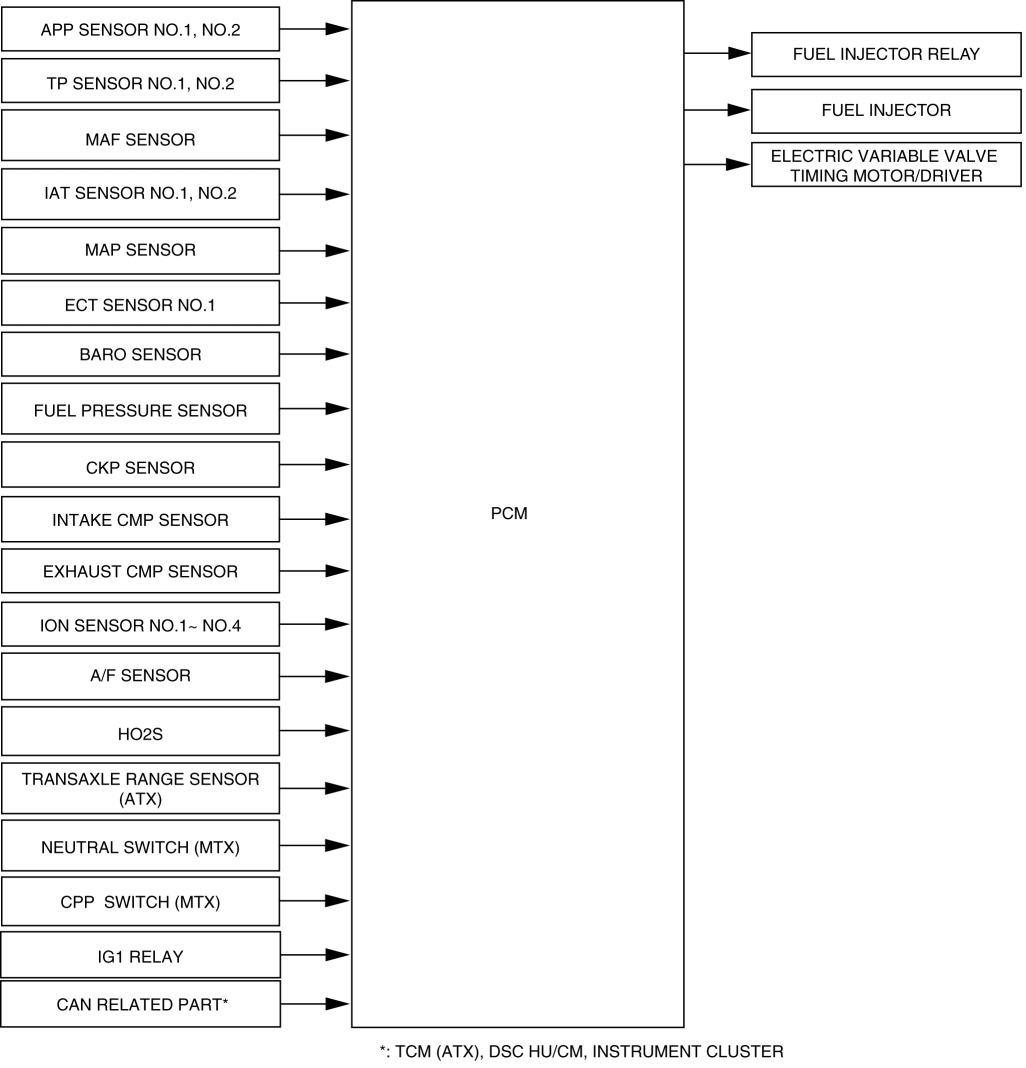 APP SENSOR NO.1, NO.2
TP SENSOR NO.1, NO.2
MAF SENSOR
IAT SENSOR NO.1, NO.2
MAP SENSOR
ECT SENSOR NO.1
BARO SENSOR
FUEL PRESSURE SENSOR
CKP SENSOR
INTAKE CMP SENSOR
EXHAUST CMP SENSOR
ION SENSOR NO.1~ NO.4
A/F SENSOR
HO2S
TRANSAXLE RANGE SENSOR
(ATX)
NEUTRAL SWITCH (MTX)
CPP SWITCH (MTX)
IG1 RELAY
CAN RELATED PART*
PCM
FUEL INJECTOR RELAY
FUEL INJECTOR
ELECTRIC VARIABLE VALVE
TIMING MOTOR/DRIVER
*: TCM (ATX), DSC HU/CM, INSTRUMENT CLUSTER